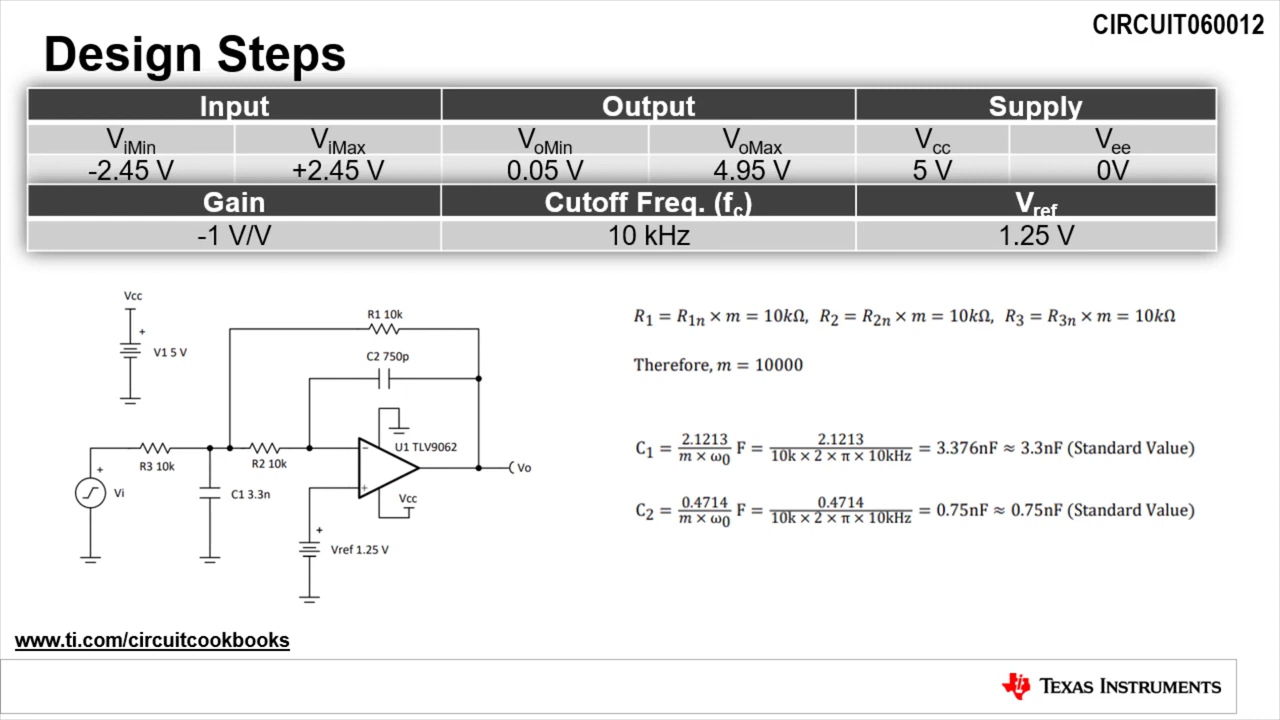 CIRCUIT060012
Design Steps
Input Output Supply
ViMin ViMax VoMin VoMax Vcc Vee
-2.45 V +2.45 V 0.05 V 4.95 V 5 V 0V
Gain Cutoff Freq. (fc) Vref
-1 V/V 10 kHz 1.25 V
Vcc
+
V1 5 V
R1 10k
C2 750p
U1 TLV9062
R3 10k
R2 10k
+
Vi
C1 3.3n
−
+
Vcc
Vo
+
Vref 1.25 V
R1 = R1n × m = 10kΩ, R2 = R2n × m = 10kΩ, R3 = R3n × m = 10kΩ
Therefore, m = 10000
C1 = 2.1213 / m × ω0 F = 2.1213 / 10k × 2 × π × 10kHz = 3.376nF ≈ 3.3nF (Standard Value)
C2 = 0.4714 / m × ω0 F = 0.4714 / 10k × 2 × π × 10kHz = 0.75nF ≈ 0.75nF (Standard Value)
www.ti.com/circuitcookbooks
TEXAS INSTRUMENTS